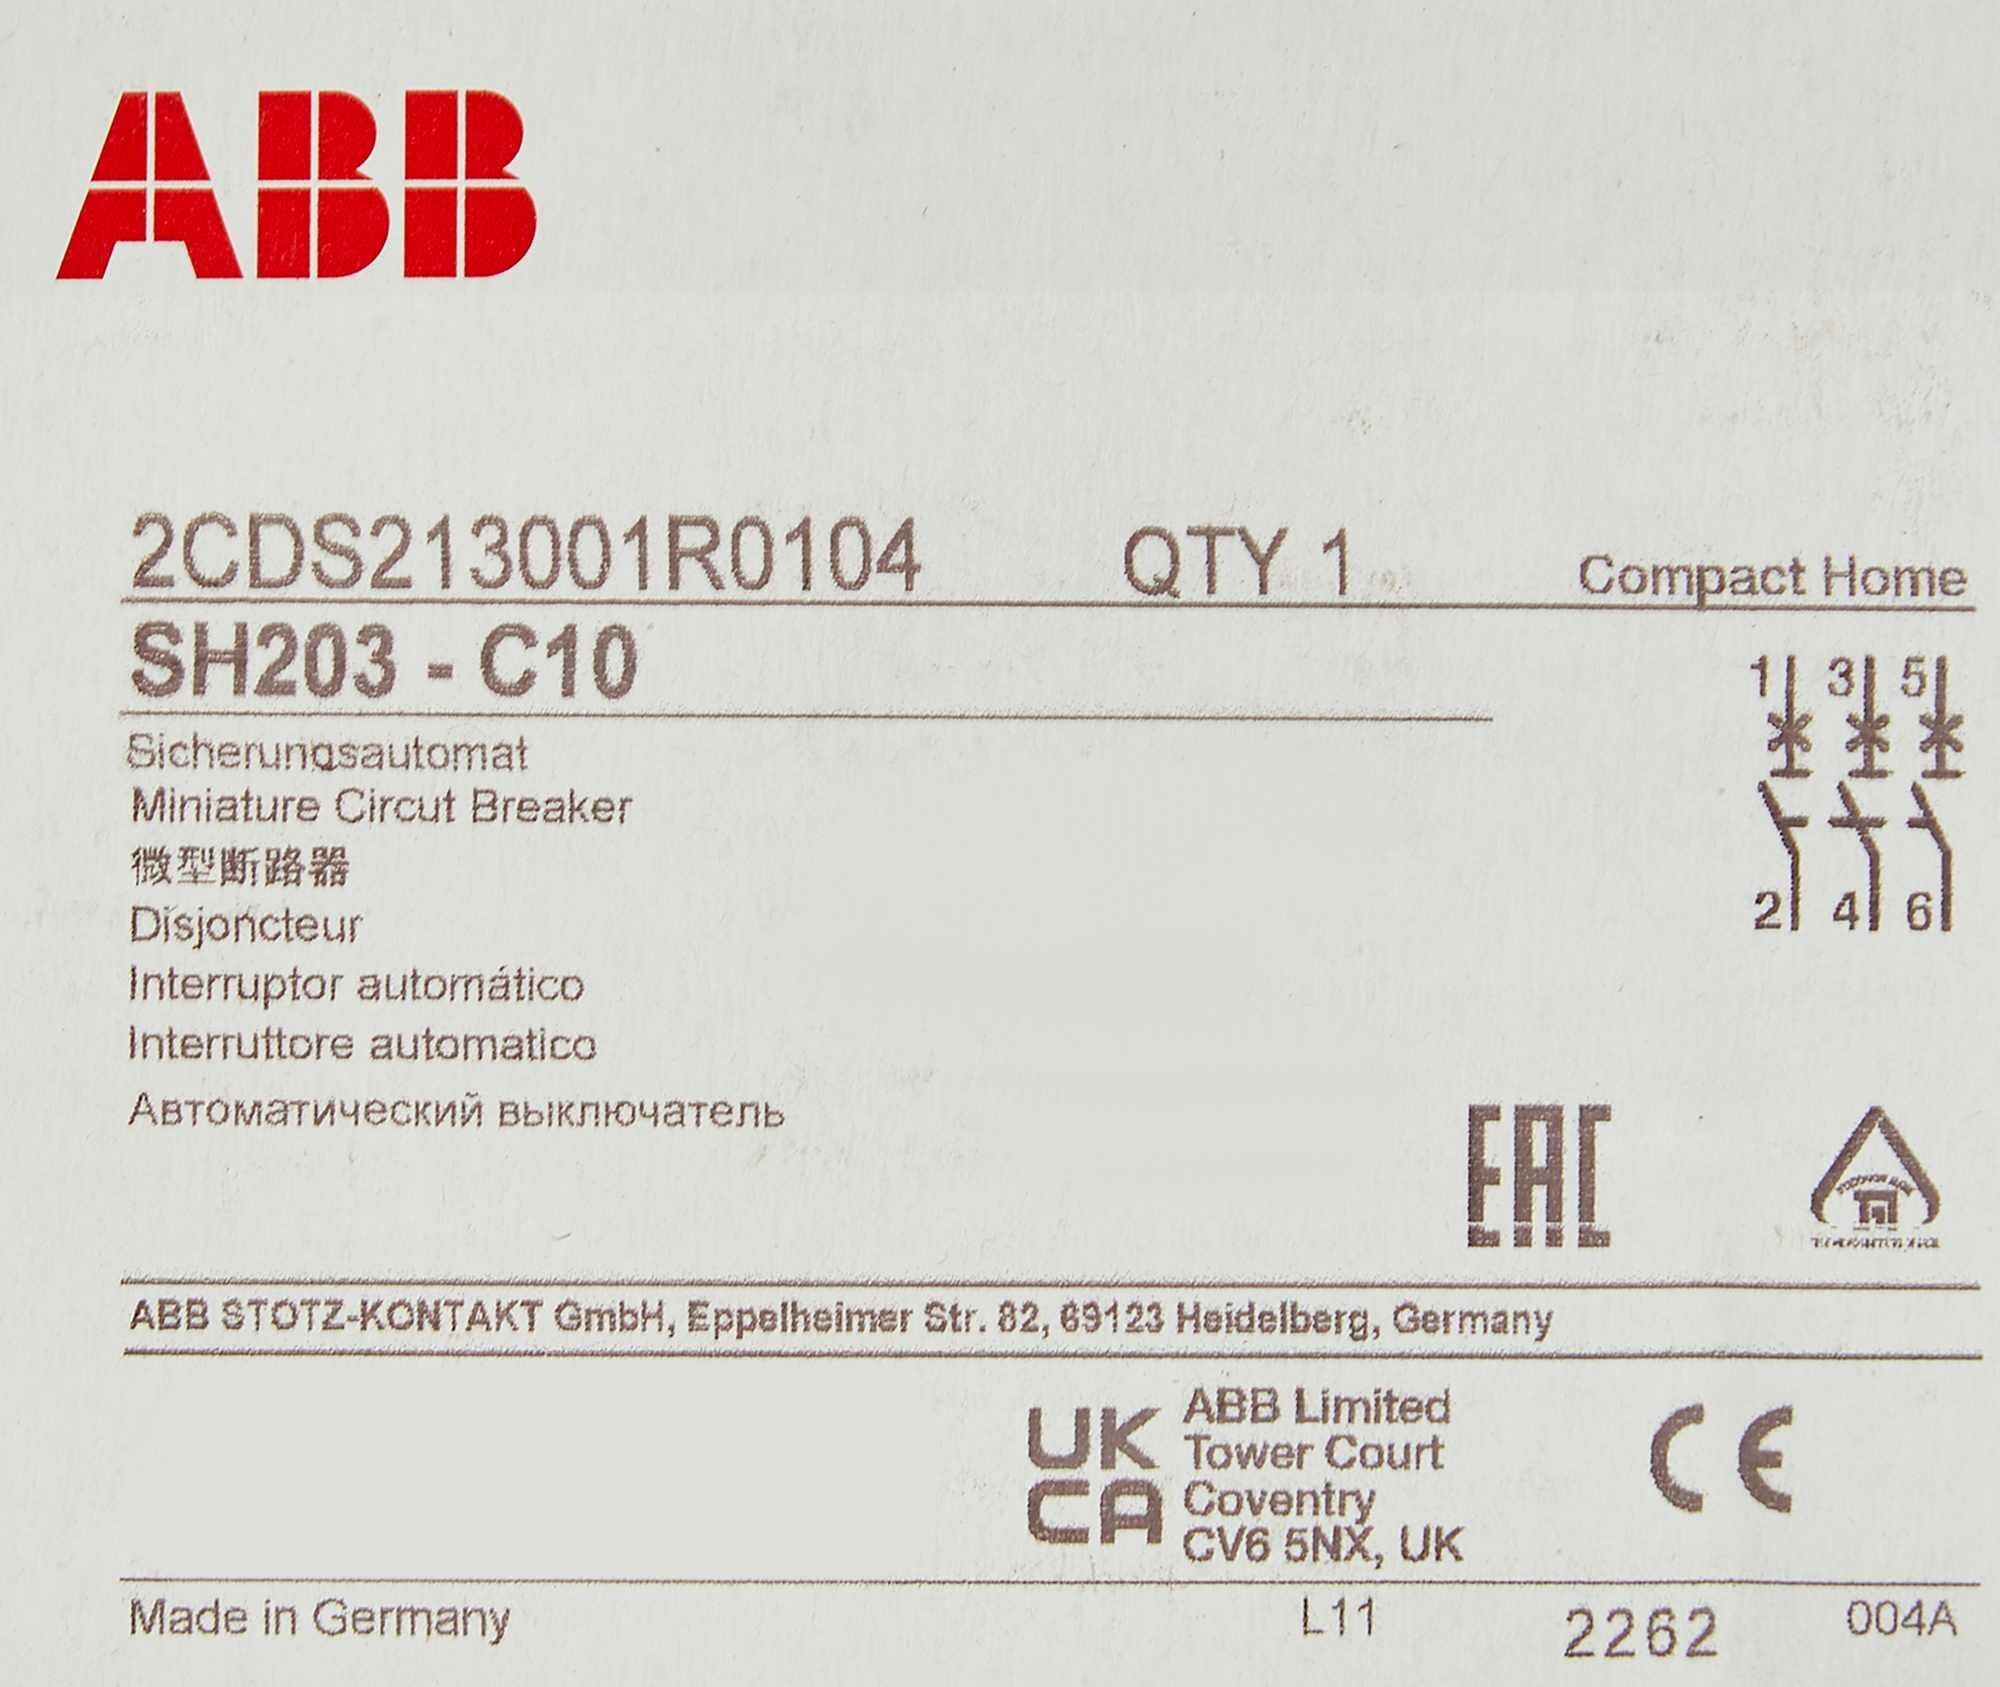 ABB
2CDS213001R0104 QTY 1 Compact Home
SH203 - C10
Sicherungsautomat
Miniature Circut Breaker
微型断路器
Disjoncteur
Interruptor automático
Interruttore automatico
Автоматический выключатель
1 3 5
2 4 6
EAC
ABB STOTZ-KONTAKT GmbH, Eppelheimer Str. 82, 69123 Heidelberg, Germany
UK
CA
ABB Limited
Tower Court
Coventry
CV6 5NX, UK
CE
Made in Germany L11 2262 004A